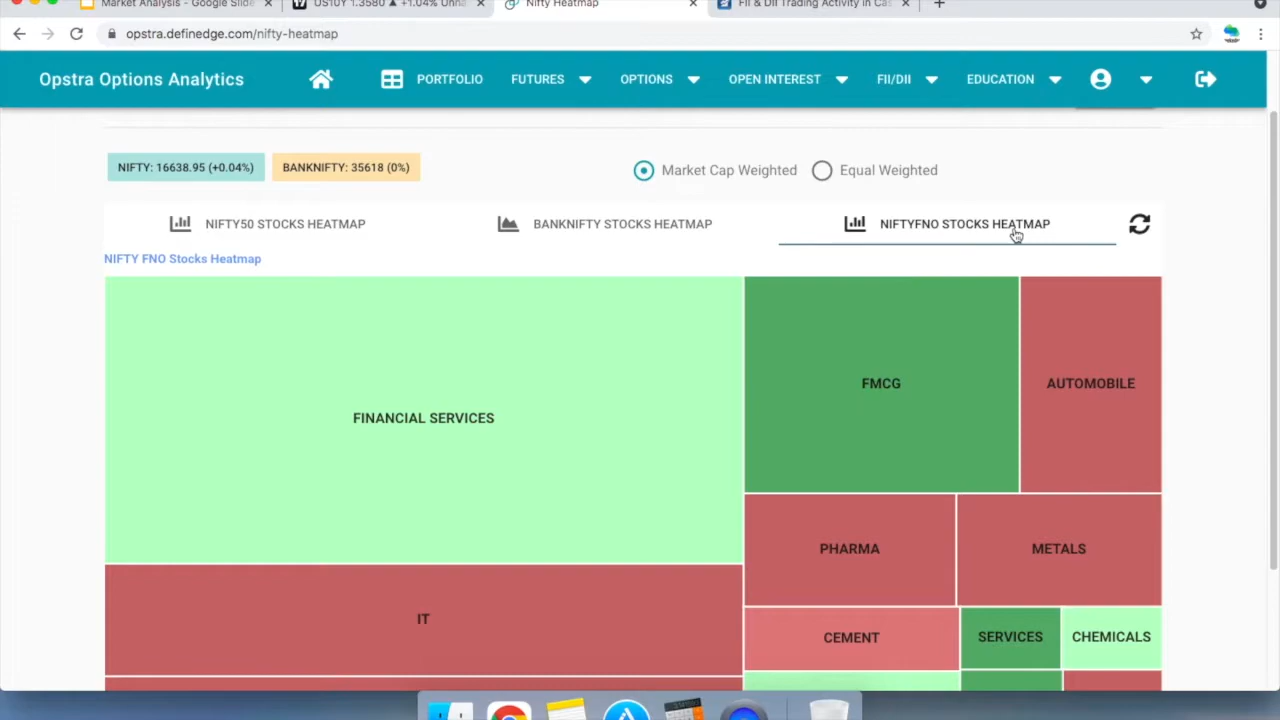 Market Analysis - Google Slide × US10Y 1.3580 ▲ +1.04% Unna × Nifty Heatmap × FII & DII Trading Activity in Cas × +
opstra.definedge.com/nifty-heatmap
Opstra Options Analytics PORTFOLIO FUTURES OPTIONS OPEN INTEREST FII/DII EDUCATION
NIFTY: 16638.95 (+0.04%) BANKNIFTY: 35618 (0%) Market Cap Weighted Equal Weighted
NIFTY50 STOCKS HEATMAP BANKNIFTY STOCKS HEATMAP NIFTYFNO STOCKS HEATMAP
NIFTY FNO Stocks Heatmap
FINANCIAL SERVICES
FMCG
AUTOMOBILE
PHARMA
METALS
IT
CEMENT
SERVICES
CHEMICALS